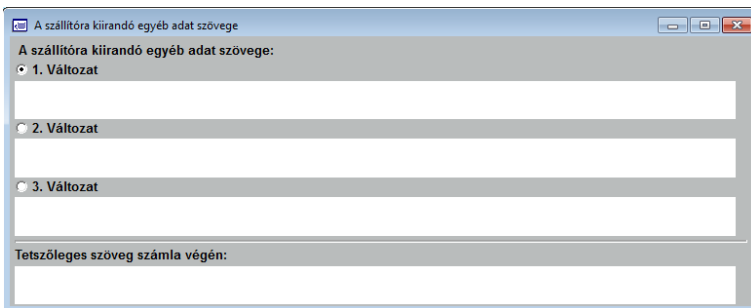 A szállítóra kiirandó egyéb adat szövege
A szállítóra kiirandó egyéb adat szövege:
1. Változat
2. Változat
3. Változat
Tetszőleges szöveg számla végén: